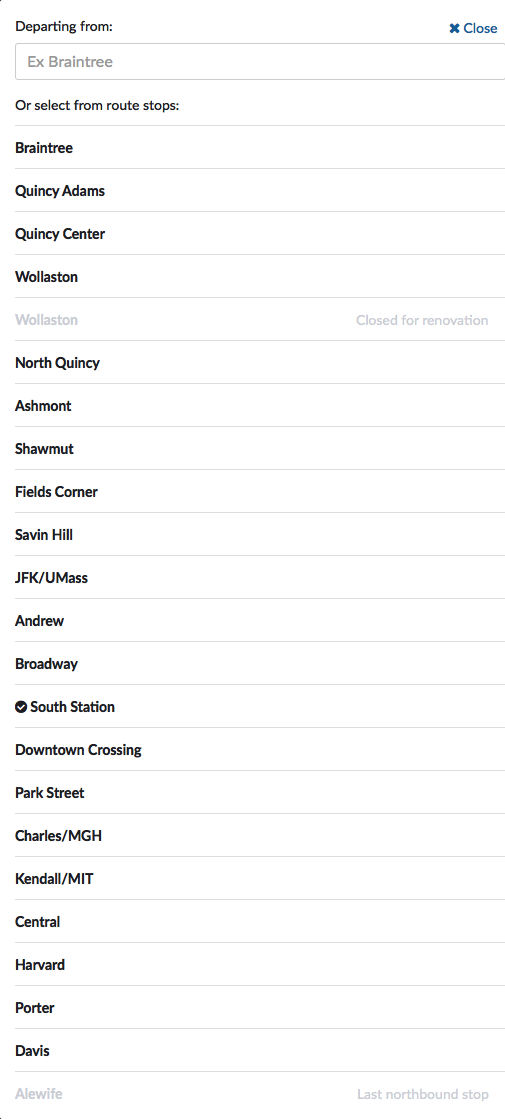 Departing from:
✖ Close
Ex Braintree
Or select from route stops:
Braintree
Quincy Adams
Quincy Center
Wollaston
Wollaston Closed for renovation
North Quincy
Ashmont
Shawmut
Fields Corner
Savin Hill
JFK/UMass
Andrew
Broadway
South Station
Downtown Crossing
Park Street
Charles/MGH
Kendall/MIT
Central
Harvard
Porter
Davis
Alewife Last northbound stop